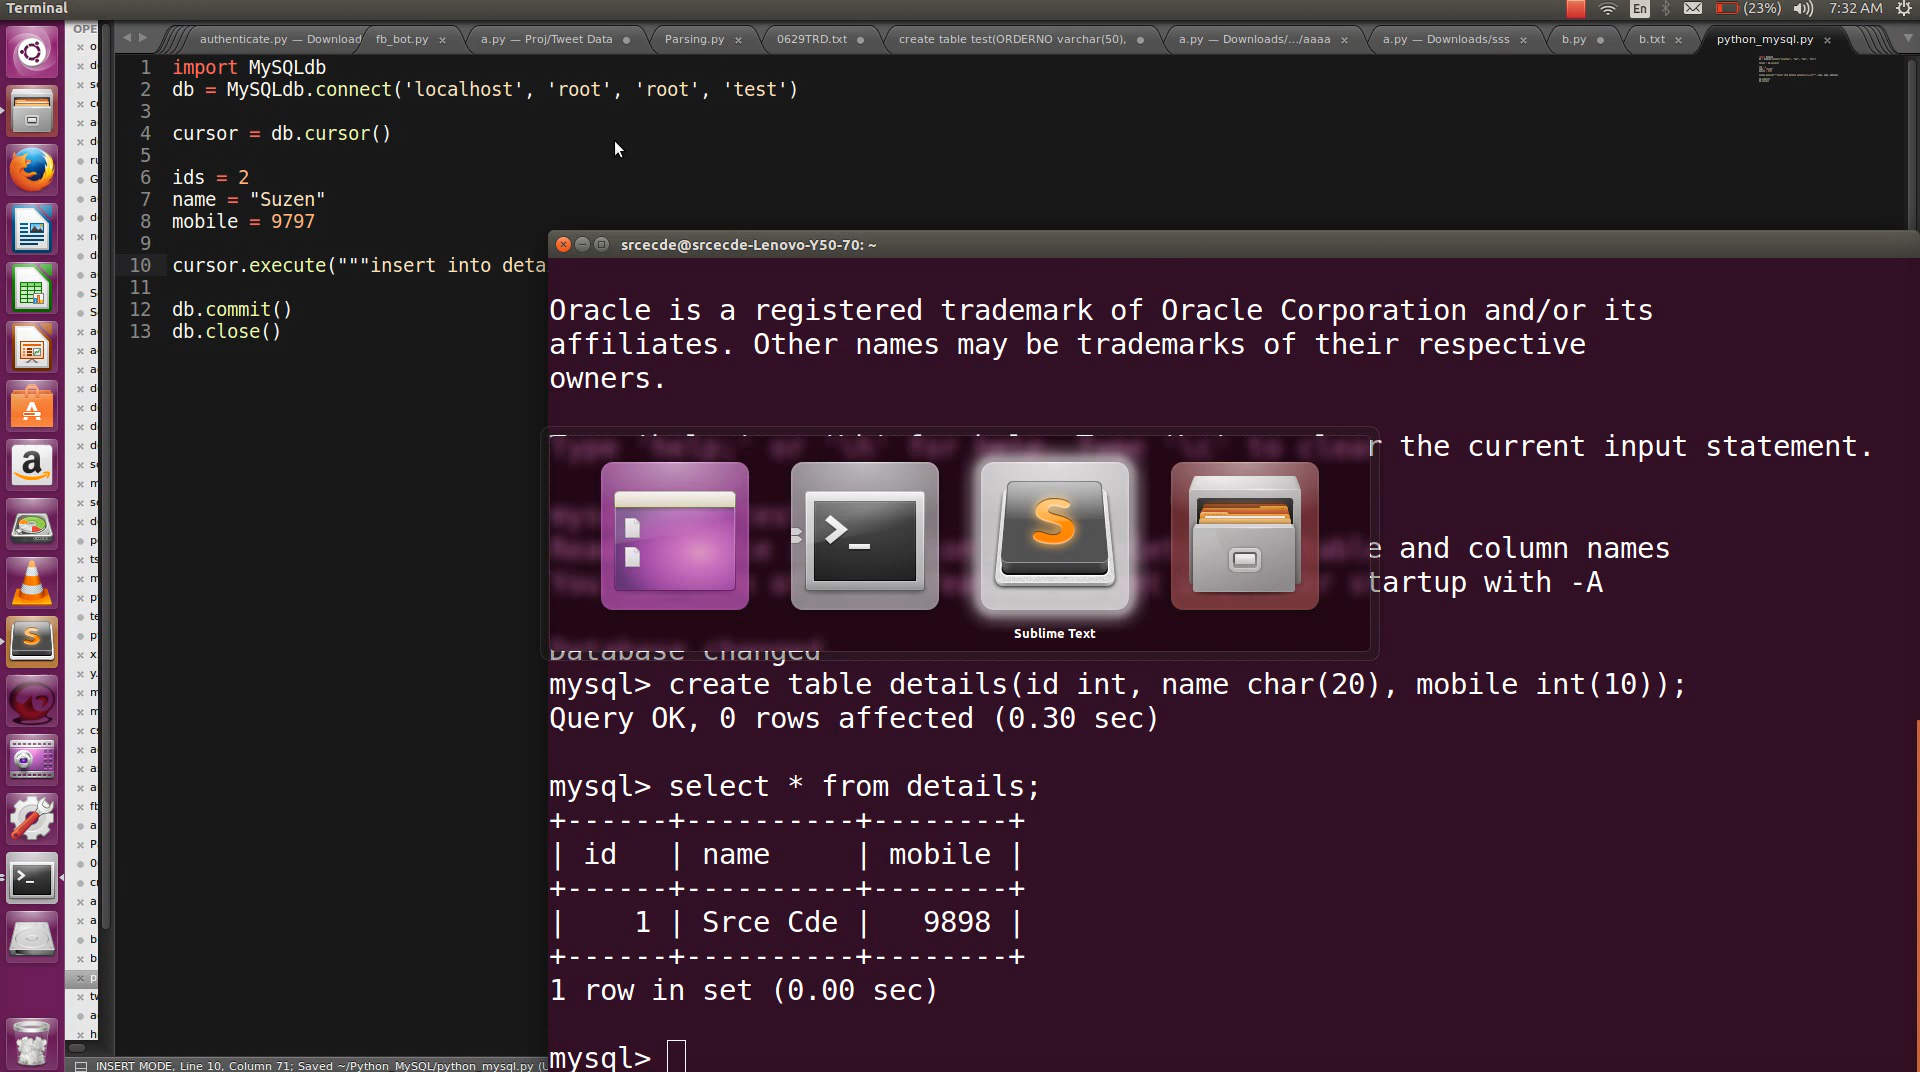 Terminal
En
(23%)
7:32 AM
OPE
authenticate.py — Download
fb_bot.py
a.py — Proj/Tweet Data
Parsing.py
0629TRD.txt
create table test(ORDERNO varchar(50),
a.py — Downloads/.../aaaa
a.py — Downloads/sss
b.py
b.txt
python_mysql.py
1 import MySQLdb
2 db = MySQLdb.connect('localhost', 'root', 'root', 'test')
3
4 cursor = db.cursor()
5
6 ids = 2
7 name = "Suzen"
8 mobile = 9797
9
10 cursor.execute("""insert into deta
11
12 db.commit()
13 db.close()
srcecde@srcecde-Lenovo-Y50-70: ~
Oracle is a registered trademark of Oracle Corporation and/or its
affiliates. Other names may be trademarks of their respective
owners.
the current input statement.
and column names
startup with -A
Sublime Text
Database changed
mysql> create table details(id int, name char(20), mobile int(10));
Query OK, 0 rows affected (0.30 sec)
mysql> select * from details;
+------+----------+--------+
| id   | name     | mobile |
+------+----------+--------+
|    1 | Srce Cde |   9898 |
+------+----------+--------+
1 row in set (0.00 sec)
mysql>
INSERT MODE, Line 10, Column 71; Saved ~/Python_MySQL/python_mysql.py (U